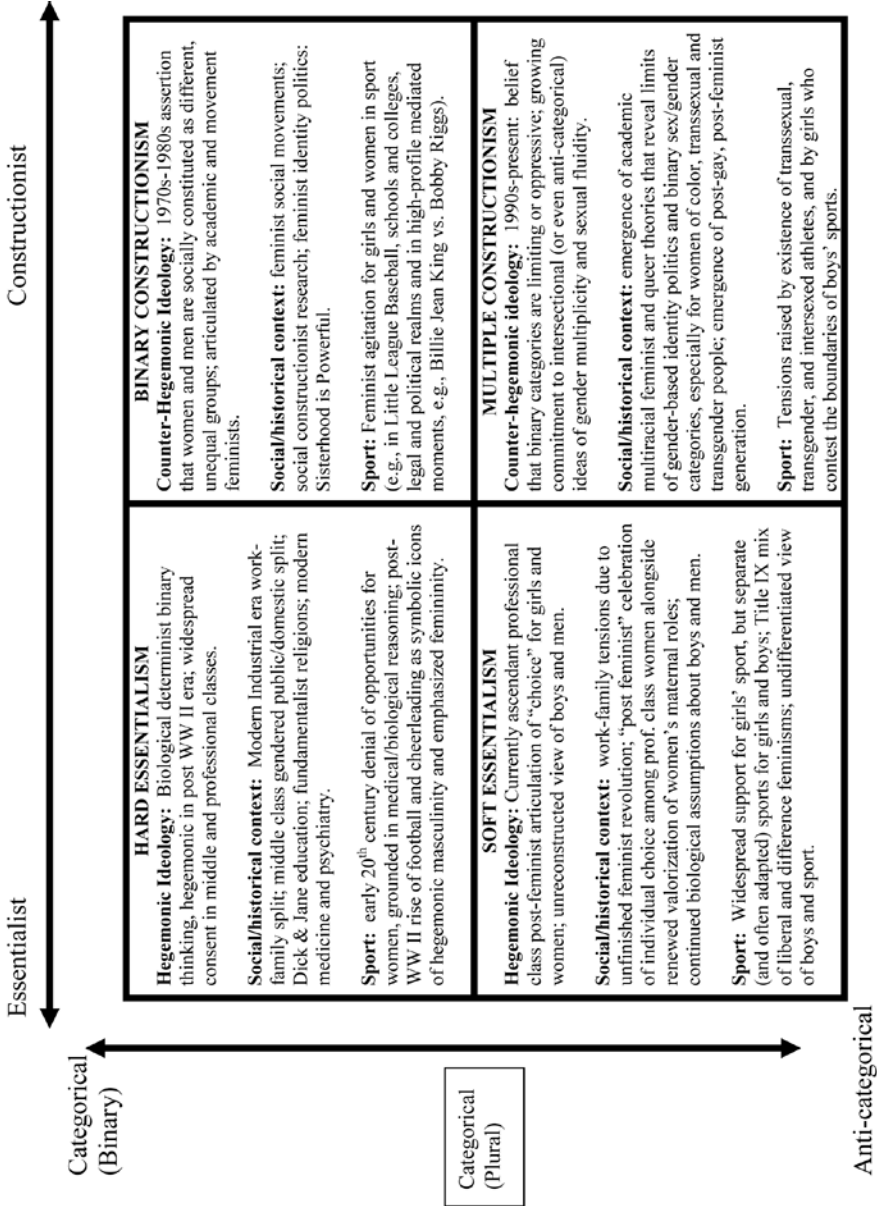 Essentialist
Constructionist
Categorical
(Binary)
Categorical
(Plural)
Anti-categorical
HARD ESSENTIALISM
Hegemonic Ideology: Biological determinist binary
thinking, hegemonic in post WW II era; widespread
consent in middle and professional classes.
Social/historical context: Modern Industrial era work-
family split; middle class gendered public/domestic split;
Dick & Jane education; fundamentalist religions; modern
medicine and psychiatry.
Sport: early 20th century denial of opportunities for
women, grounded in medical/biological reasoning; post-
WW II rise of football and cheerleading as symbolic icons
of hegemonic masculinity and emphasized femininity.
BINARY CONSTRUCTIONISM
Counter-Hegemonic Ideology: 1970s-1980s assertion
that women and men are socially constituted as different,
unequal groups; articulated by academic and movement
feminists.
Social/historical context: feminist social movements;
social constructionist research; feminist identity politics:
Sisterhood is Powerful.
Sport: Feminist agitation for girls and women in sport
(e.g., in Little League Baseball, schools and colleges,
legal and political realms and in high-profile mediated
moments, e.g., Billie Jean King vs. Bobby Riggs).
SOFT ESSENTIALISM
Hegemonic Ideology: Currently ascendant professional
class post-feminist articulation of "choice" for girls and
women; unreconstructed view of boys and men.
Social/historical context: work-family tensions due to
unfinished feminist revolution; "post feminist" celebration
of individual choice among prof. class women alongside
renewed valorization of women's maternal roles;
continued biological assumptions about boys and men.
Sport: Widespread support for girls' sport, but separate
(and often adapted) sports for girls and boys; Title IX mix
of liberal and difference feminisms; undifferentiated view
of boys and sport.
MULTIPLE CONSTRUCTIONISM
Counter-hegemonic ideology: 1990s-present: belief
that binary categories are limiting or oppressive; growing
commitment to intersectional (or even anti-categorical)
ideas of gender multiplicity and sexual fluidity.
Social/historical context: emergence of academic
multiracial feminist and queer theories that reveal limits
of gender-based identity politics and binary sex/gender
categories, especially for women of color, transsexual and
transgender people; emergence of post-gay, post-feminist
generation.
Sport: Tensions raised by existence of transsexual,
transgender, and intersexed athletes, and by girls who
contest the boundaries of boys' sports.